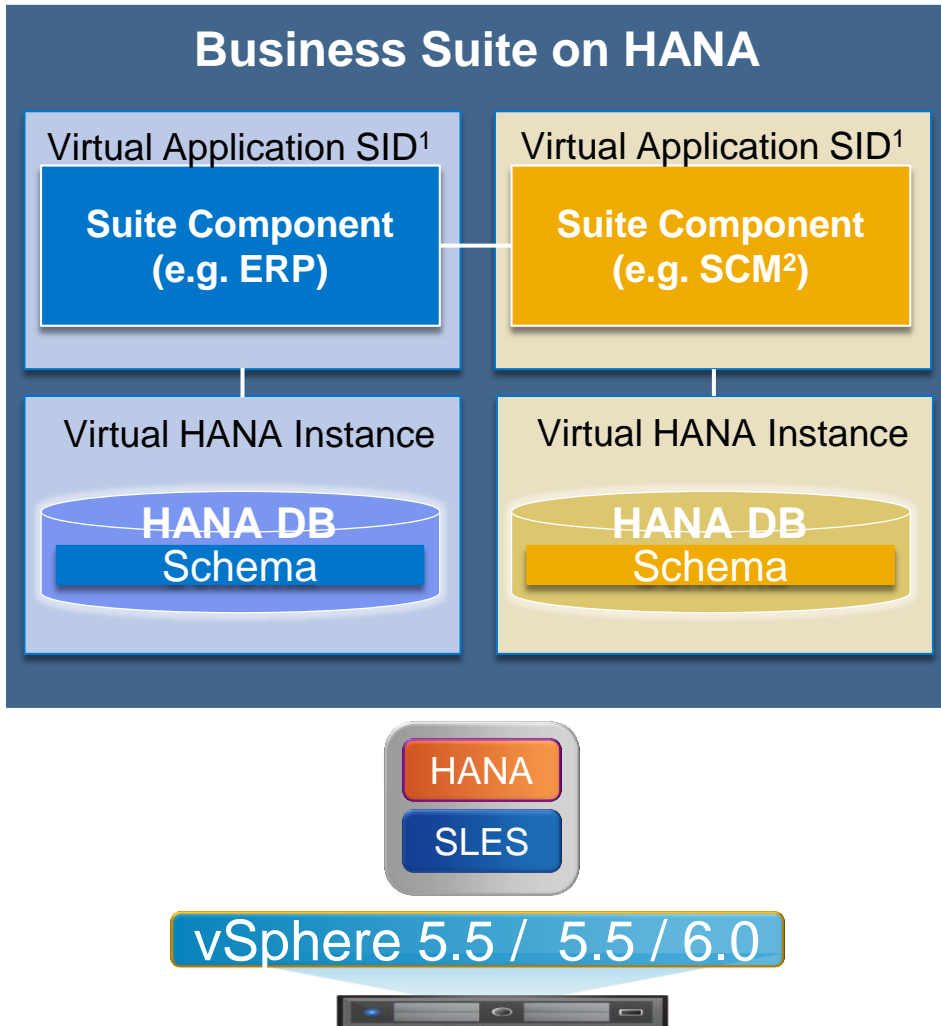 Business Suite on HANA
Virtual Application SID¹
Suite Component
(e.g. ERP)
Virtual Application SID¹
Suite Component
(e.g. SCM²)
Virtual HANA Instance
HANA DB
Schema
Virtual HANA Instance
HANA DB
Schema
HANA
SLES
vSphere 5.5 / 5.5 / 6.0